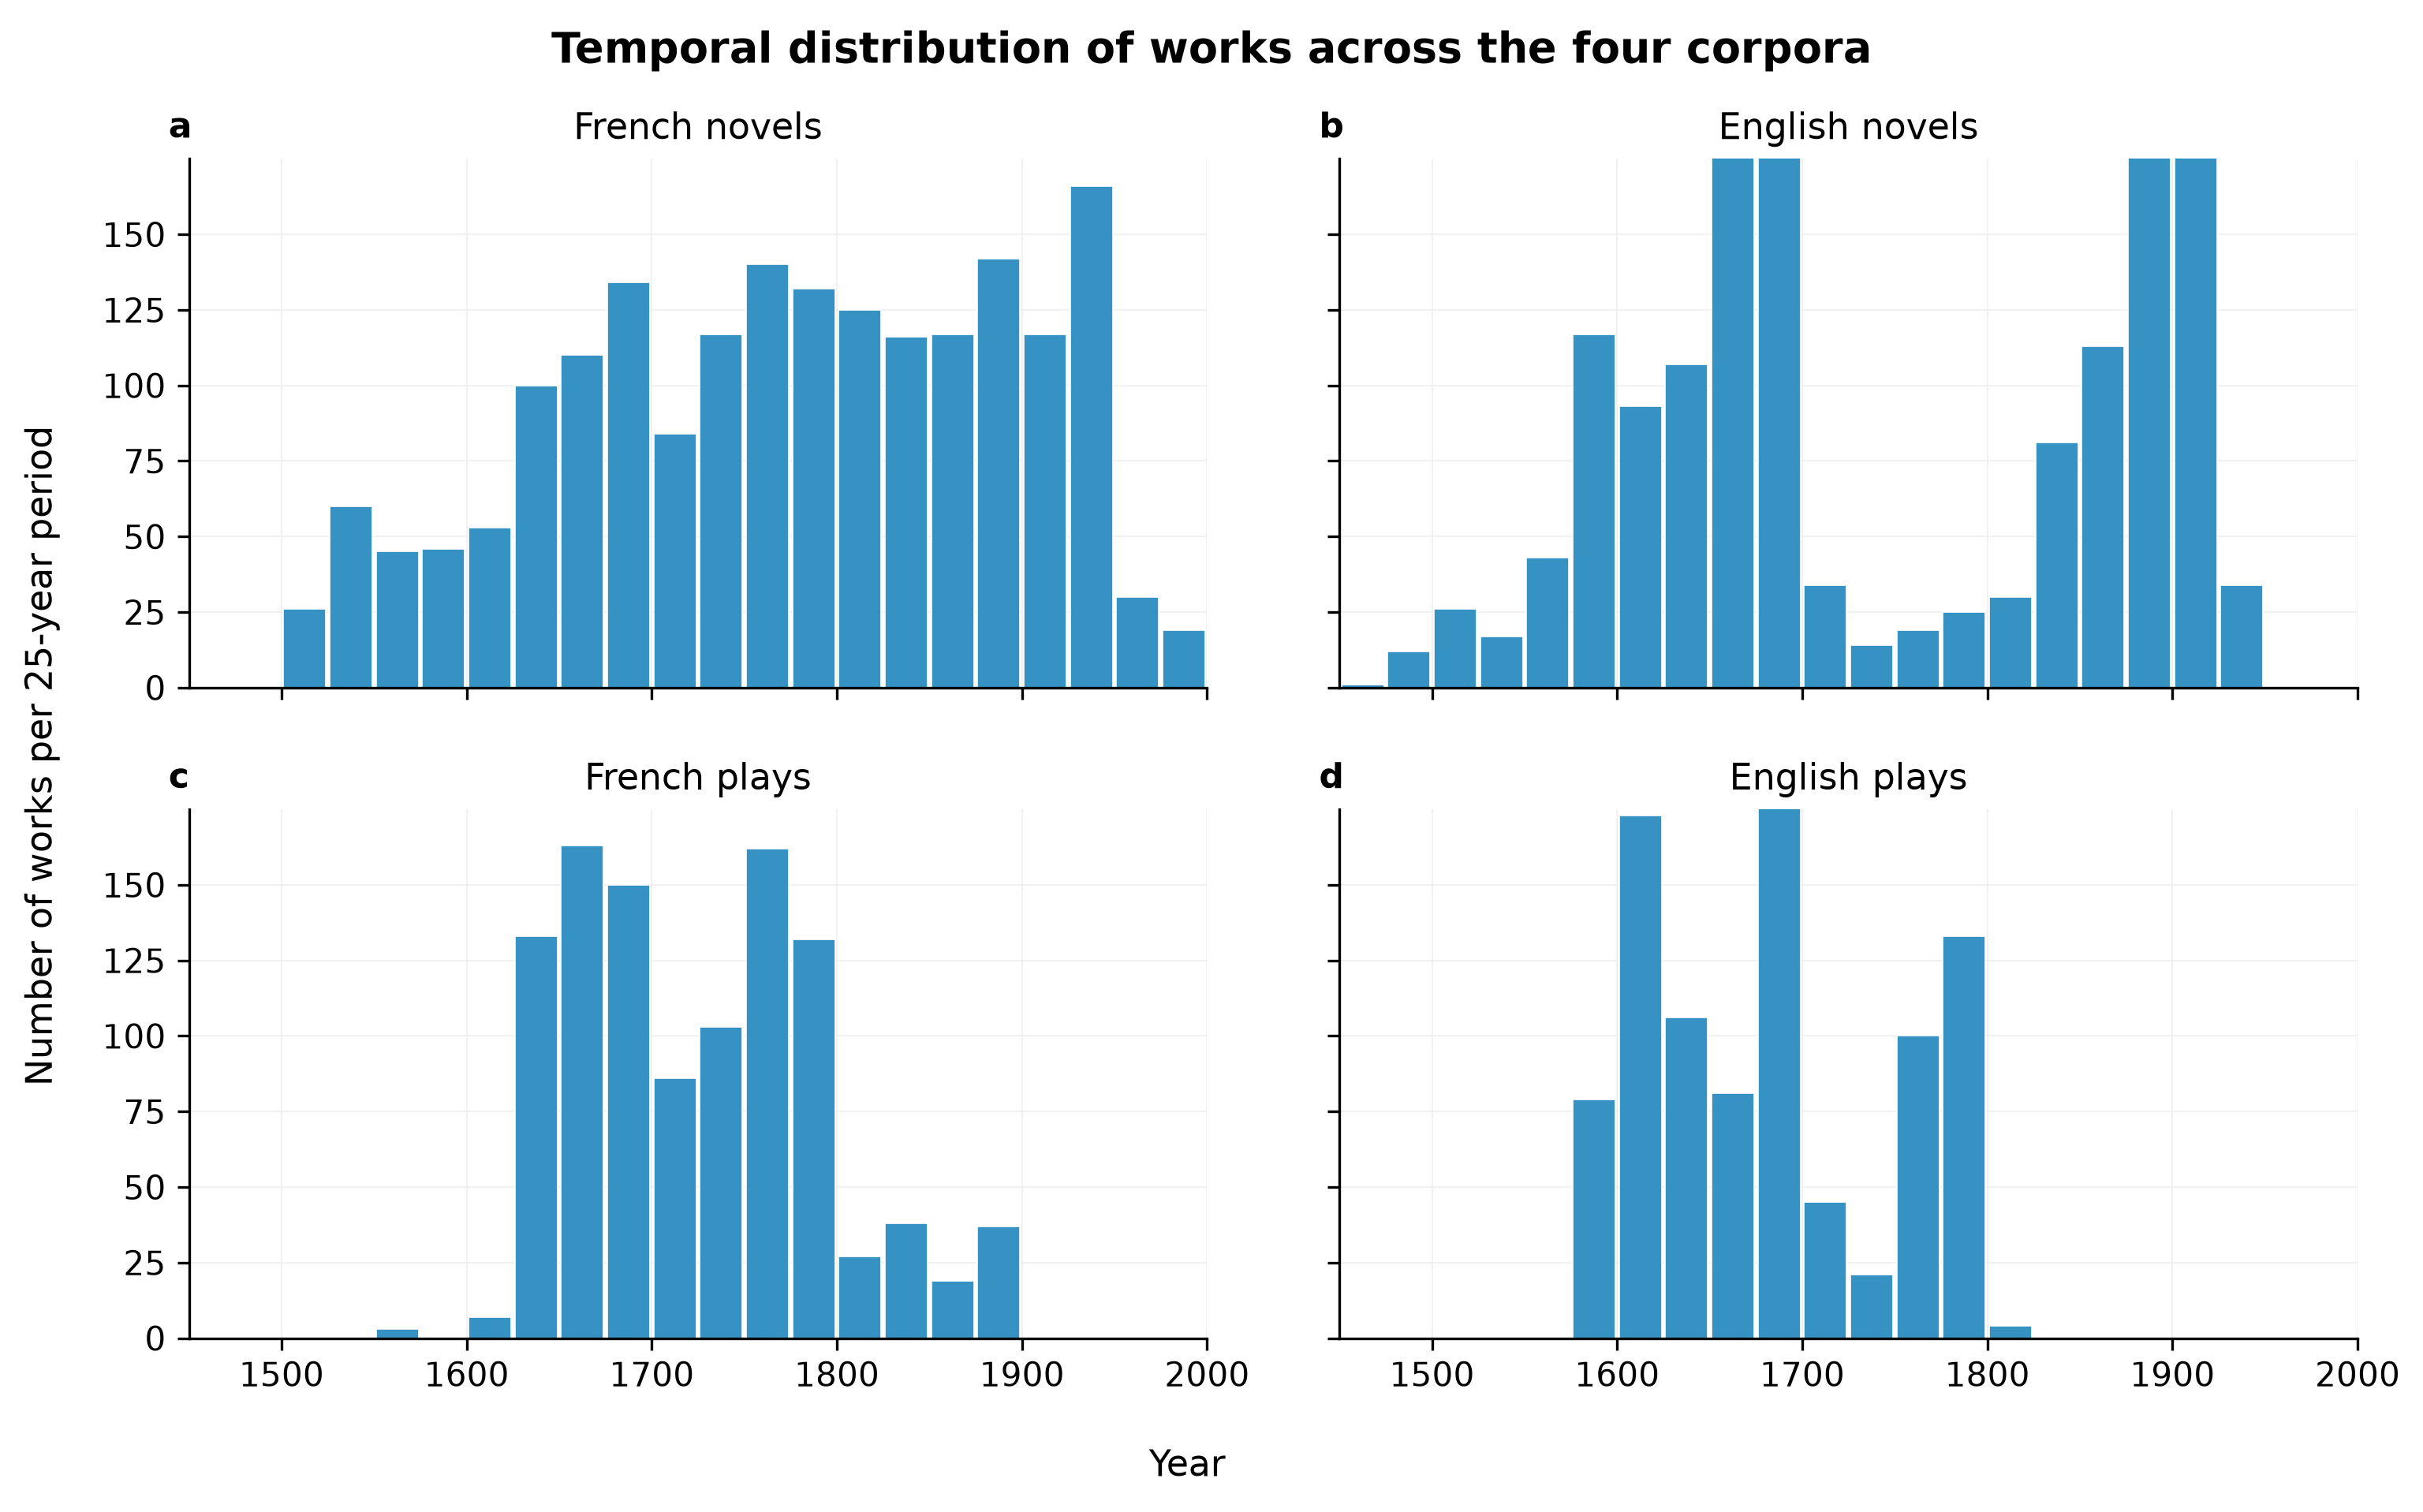 Temporal distribution of works across the four corpora
a
French novels
b
English novels
150
125
100
75
50
25
0
Number of works per 25-year period
c
French plays
d
English plays
150
125
100
75
50
25
0
1500 1600 1700 1800 1900 2000
1500 1600 1700 1800 1900 2000
Year